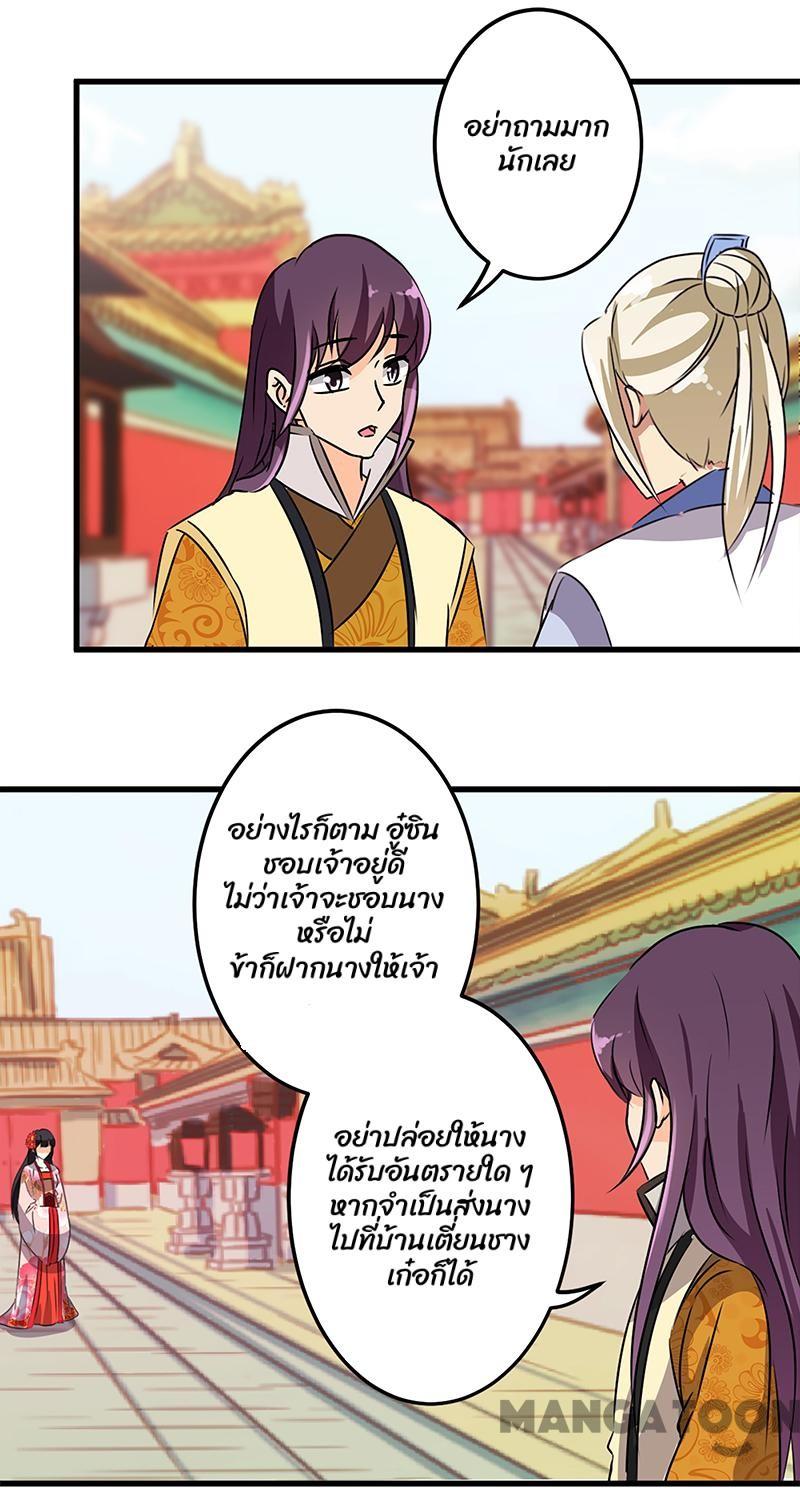 อย่าถามมาก
นักเลย
อย่างไรก็ตาม อู๋ซิน
ชอบเจ้าอยู่ดี
ไม่ว่าเจ้าจะชอบนาง
หรือไม่
ข้าก็ฝากนางให้เจ้า
อย่าปล่อยให้นาง
ได้รับอันตรายใด ๆ
หากจำเป็นส่งนาง
ไปที่บ้านเตี่ยนชาง
เก๋อก็ได้
MANGATOON